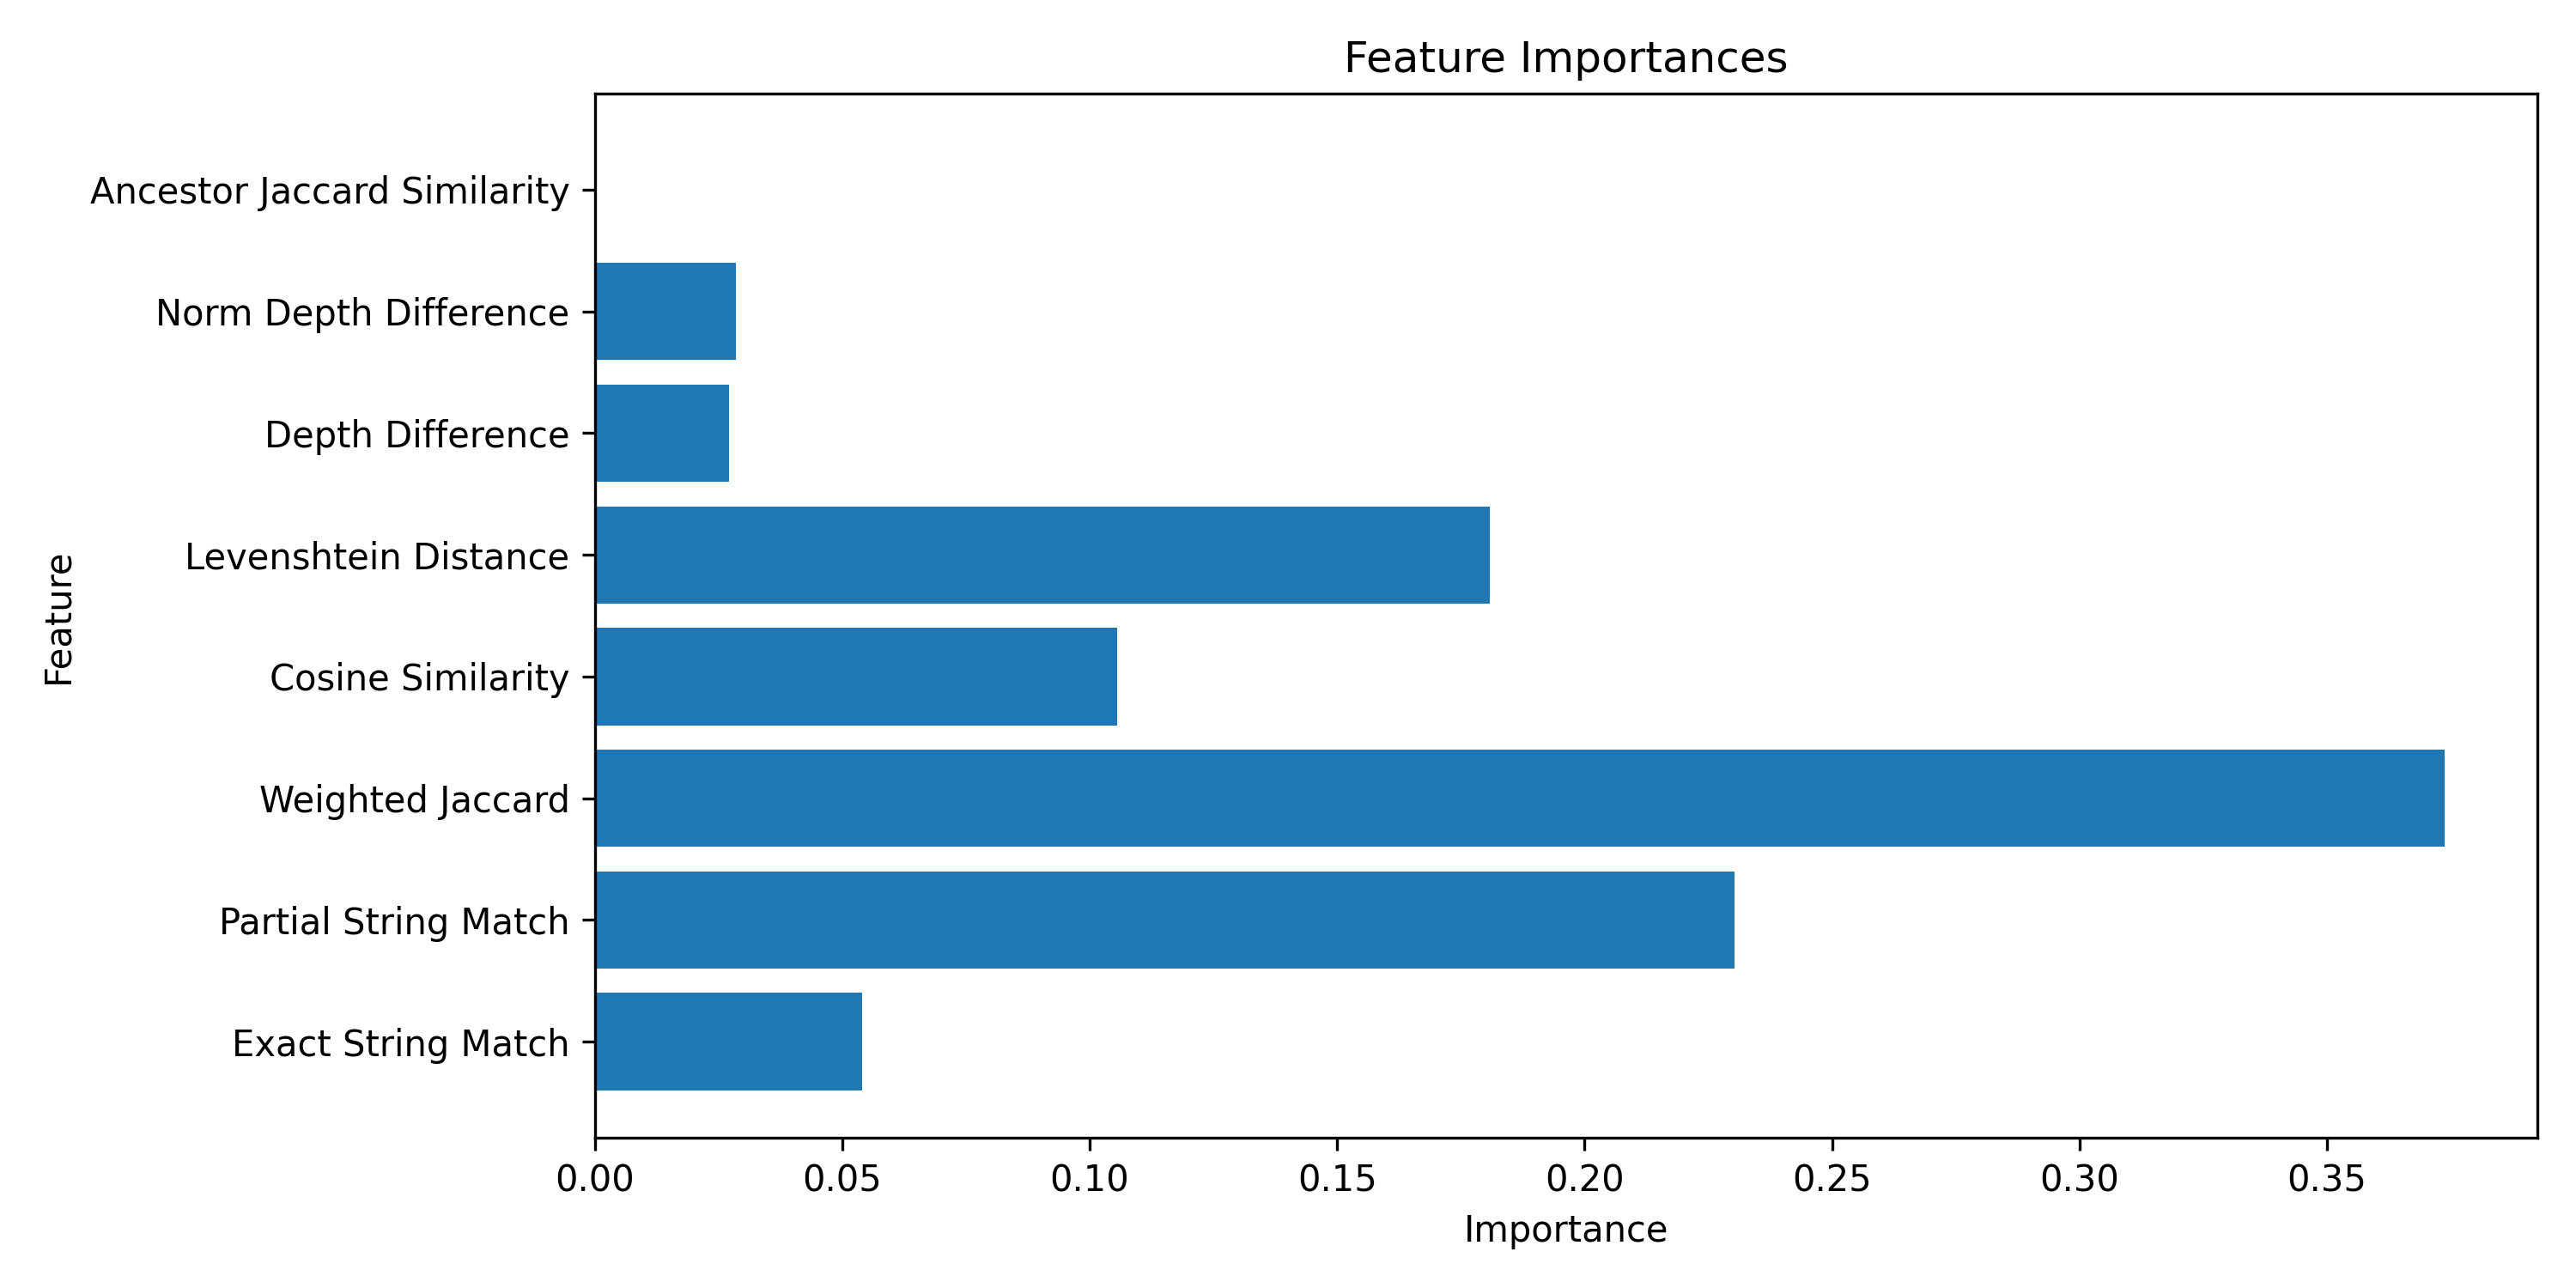 Feature Importances
Ancestor Jaccard Similarity
Norm Depth Difference
Depth Difference
Levenshtein Distance
Cosine Similarity
Weighted Jaccard
Partial String Match
Exact String Match
Feature
0.00 0.05 0.10 0.15 0.20 0.25 0.30 0.35
Importance